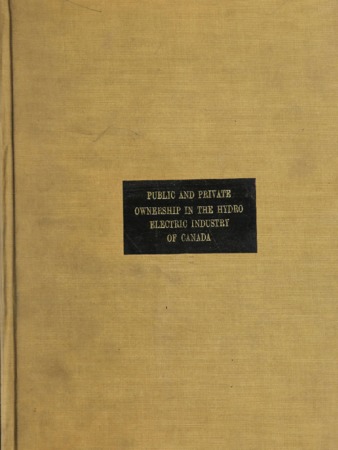 PUBLIC AND PRIVATE
OWNERSHIP IN THE HYDRO
ELECTRIC INDUSTRY
OF CANADA